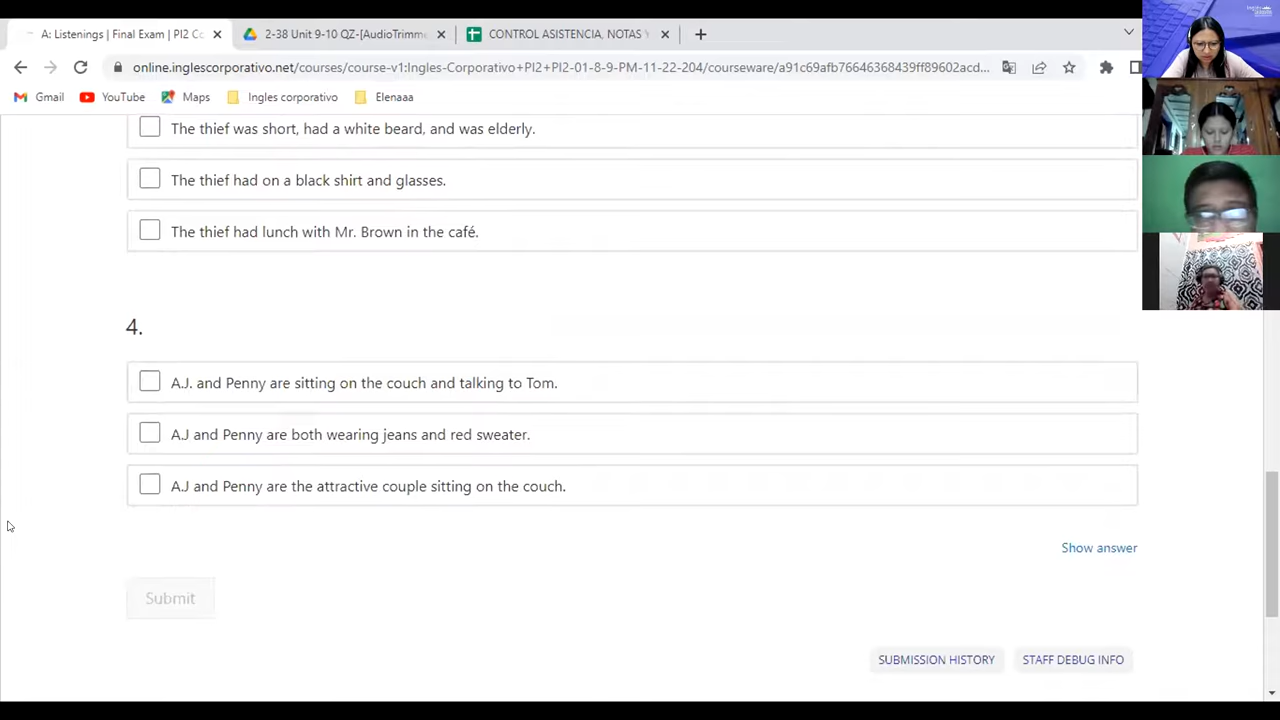 A: Listenings | Final Exam | PI2 Co
2-38 Unit 9-10 QZ-[AudioTrimme
CONTROL ASISTENCIA, NOTAS Y
online.inglescorporativo.net/courses/course-v1:Ingles-Corporativo+PI2+PI2-01-8-9-PM-11-22-204/courseware/a91c69afb76646368439ff89602acd...
Gmail
YouTube
Maps
Ingles corporativo
Elenaaa
The thief was short, had a white beard, and was elderly.
The thief had on a black shirt and glasses.
The thief had lunch with Mr. Brown in the café.
4.
A.J. and Penny are sitting on the couch and talking to Tom.
A.J and Penny are both wearing jeans and red sweater.
A.J and Penny are the attractive couple sitting on the couch.
Show answer
Submit
SUBMISSION HISTORY
STAFF DEBUG INFO